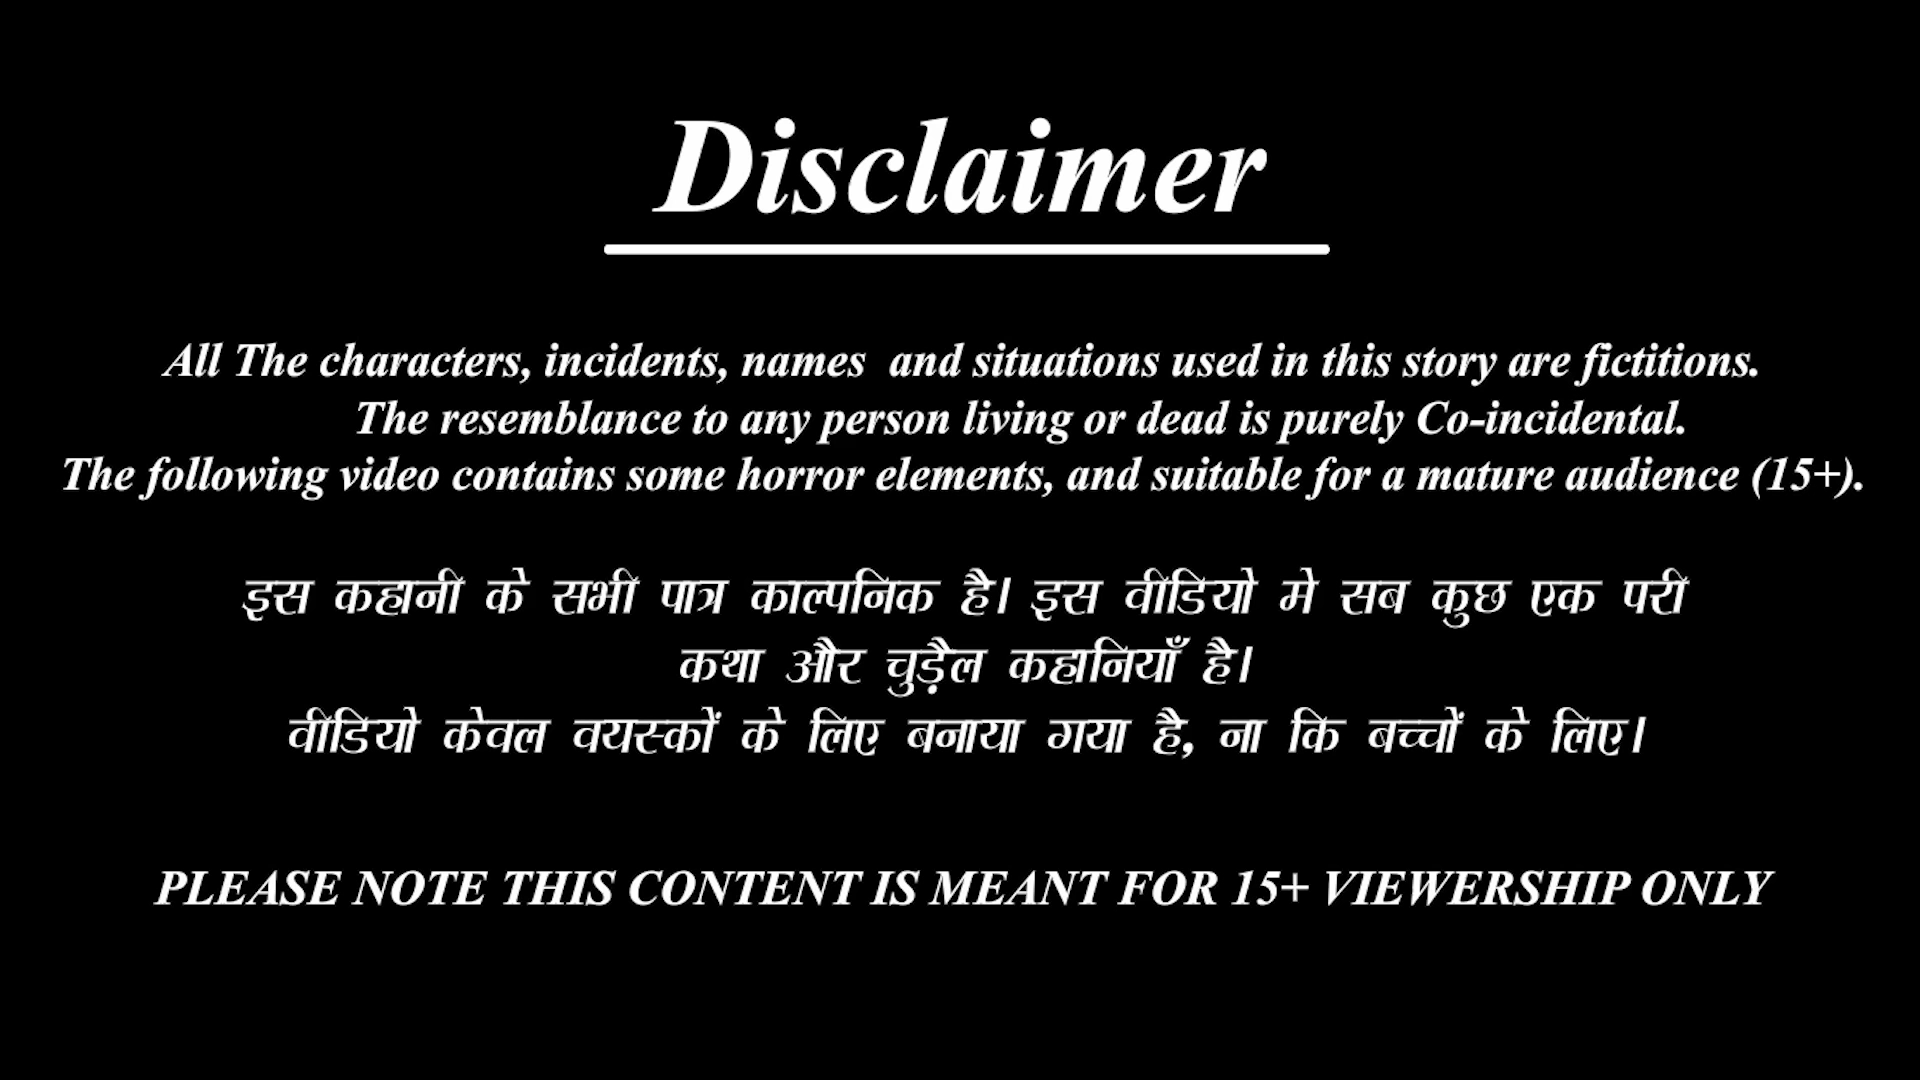 Disclaimer
All The characters, incidents, names and situations used in this story are fictitions.
The resemblance to any person living or dead is purely Co-incidental.
The following video contains some horror elements, and suitable for a mature audience (15+).
इस कहानी के सभी पात्र काल्पनिक है। इस वीडियो मे सब कुछ एक परी
कथा और चुड़ैल कहानियाँ है।
वीडियो केवल वयस्कों के लिए बनाया गया है, ना कि बच्चों के लिए।
PLEASE NOTE THIS CONTENT IS MEANT FOR 15+ VIEWERSHIP ONLY